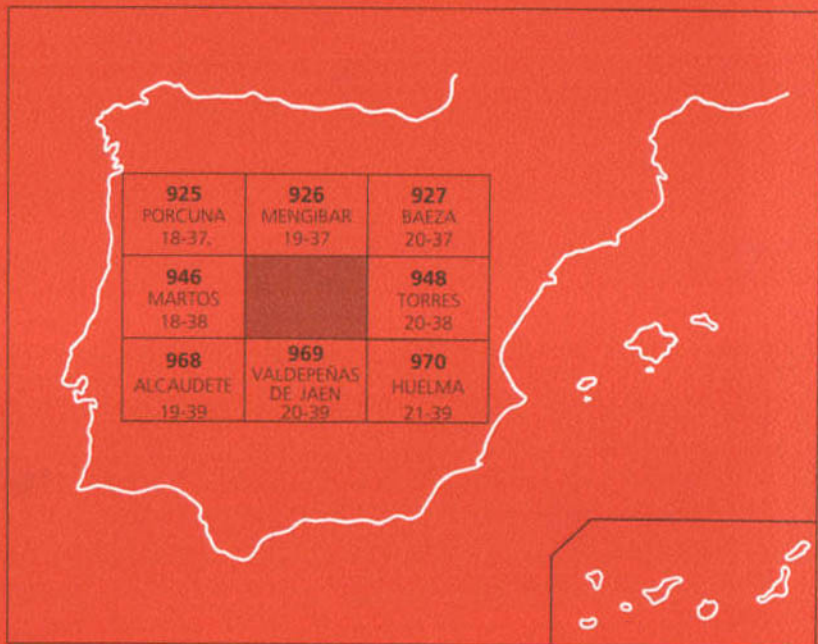 925
PORCUNA
18-37.
926
MENGIBAR
19-37
927
BAEZA
20-37
946
MARTOS
18-38
948
TORRES
20-38
968
ALCAUDETE
19-39
969
VALDEPEÑAS
DE JAEN
20-39
970
HUELMA
21-39